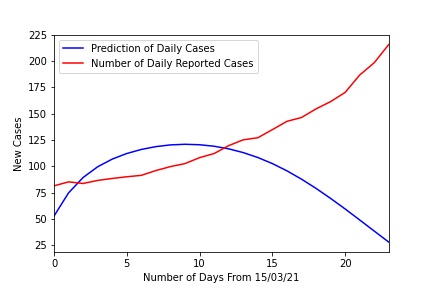 225
200
175
150
125
100
75
50
25
New Cases
Prediction of Daily Cases
Number of Daily Reported Cases
0 5 10 15 20
Number of Days From 15/03/21